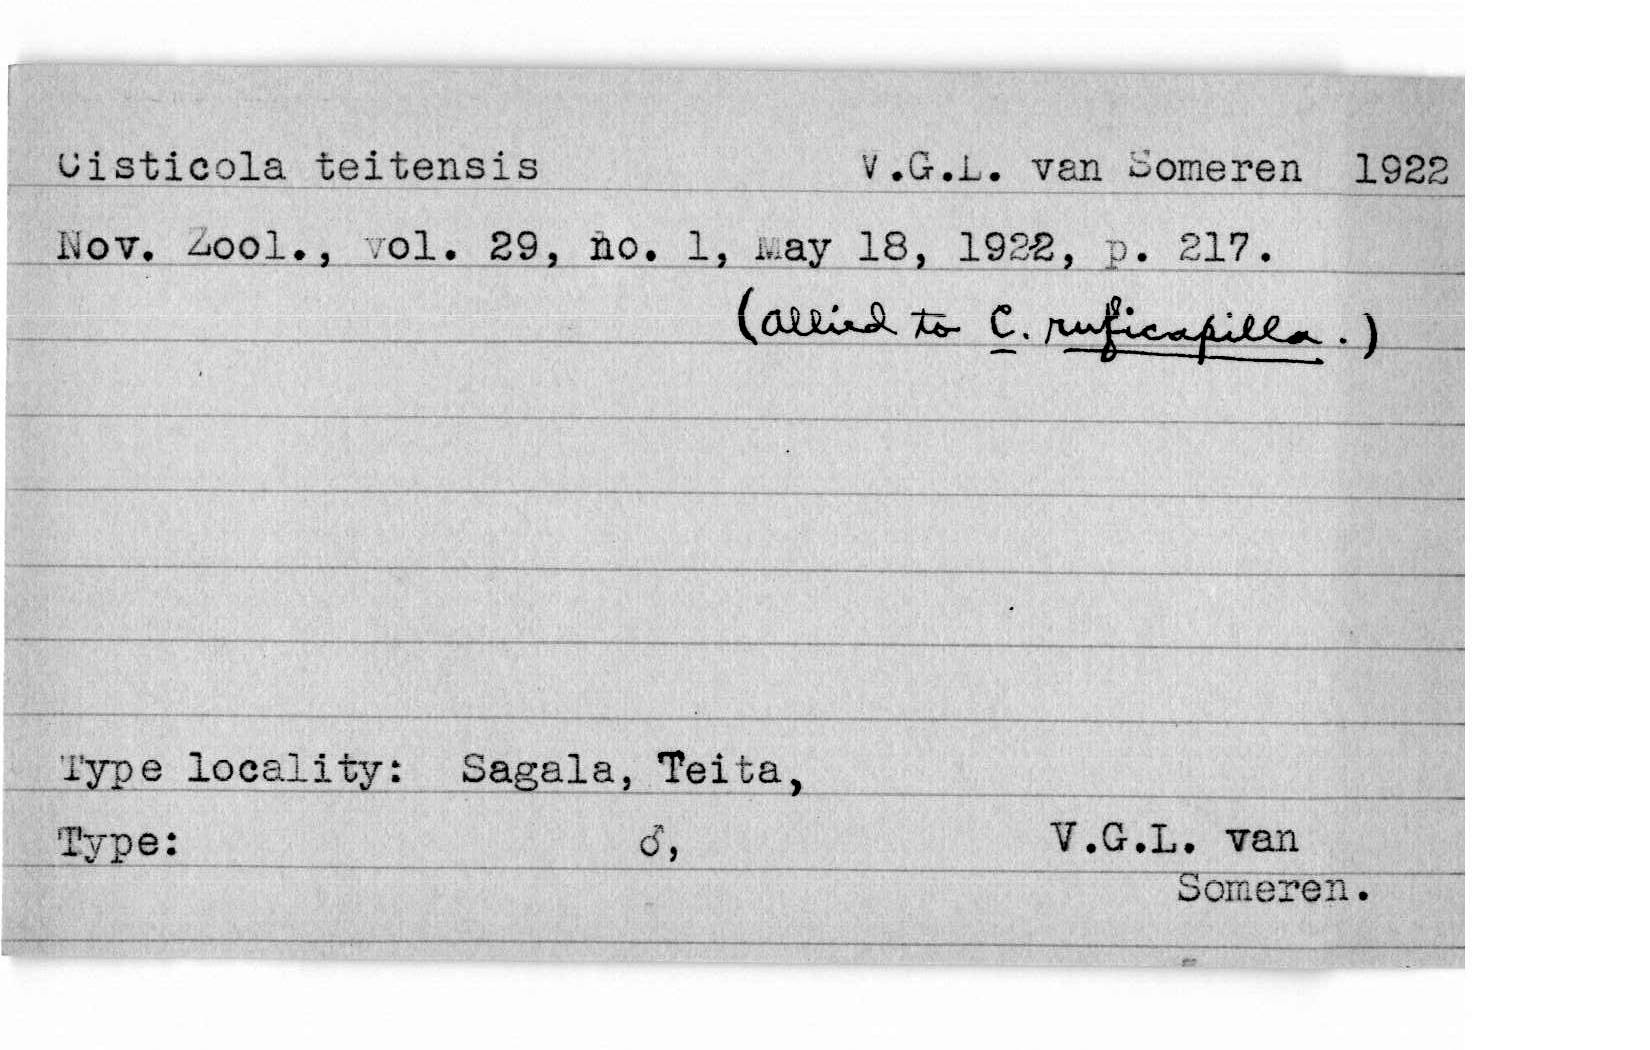 Cisticola teitensis V.G.L. van Someren 1922
Nov. Zool., vol. 29, no. 1, May 18, 1922, p. 217.
(allied to C. ruficapilla.)
Type locality: Sagala, Teita,
Type: ♂, V.G.L. van
Someren.